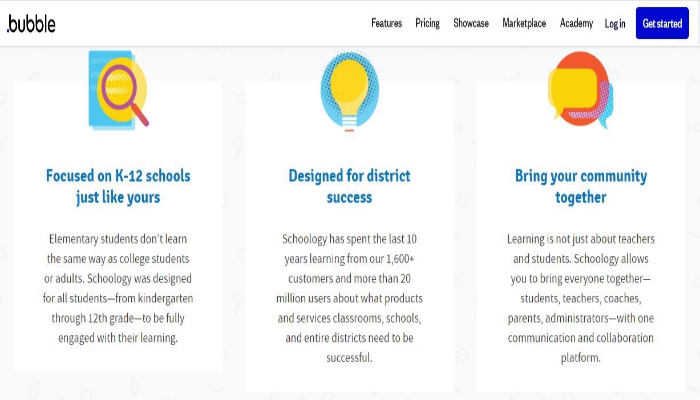 .bubble
Features Pricing Showcase Marketplace Academy Log in Get started
Focused on K-12 schools
just like yours
Elementary students don't learn
the same way as college students
or adults. Schoology was designed
for all students—from kindergarten
through 12th grade—to be fully
engaged with their learning.
Designed for district
success
Schoology has spent the last 10
years learning from our 1,600+
customers and more than 20
million users about what products
and services classrooms, schools,
and entire districts need to be
successful.
Bring your community
together
Learning is not just about teachers
and students. Schoology allows
you to bring everyone together—
students, teachers, coaches,
parents, administrators—with one
communication and collaboration
platform.